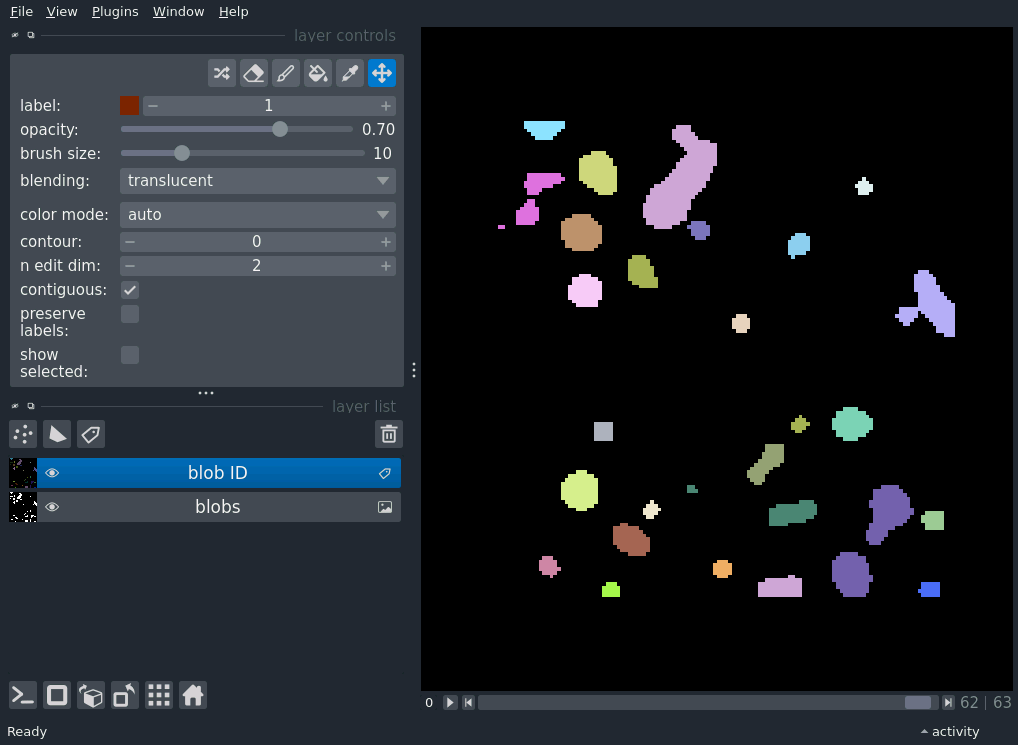 File View Plugins Window Help
layer controls
label: 1
opacity: 0.70
brush size: 10
blending: translucent
color mode: auto
contour: 0
n edit dim: 2
contiguous:
preserve
labels:
show
selected:
layer list
blob ID
blobs
0 62 | 63
Ready activity